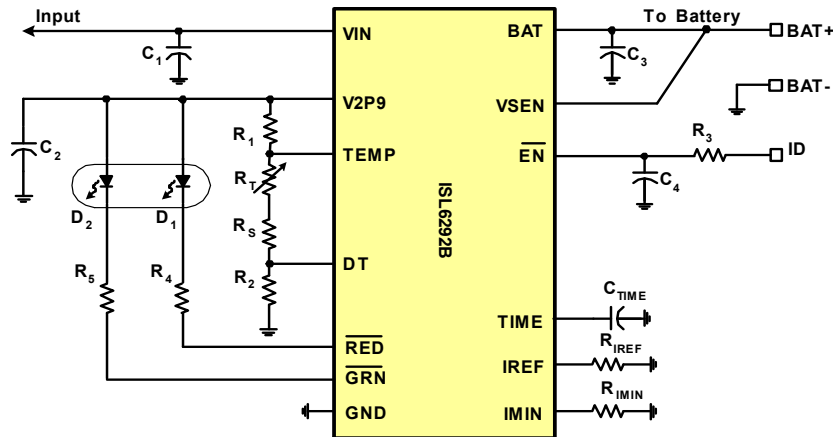 Input
To Battery
VIN
BAT
BAT+
C1
C3
BAT-
V2P9
VSEN
R1
R3
C2
TEMP
EN
ID
RT
C4
D2
D1
RS
ISL6292B
R5
R4
R2
DT
CTIME
TIME
RED
RIREF
IREF
GRN
RIMIN
GND
IMIN